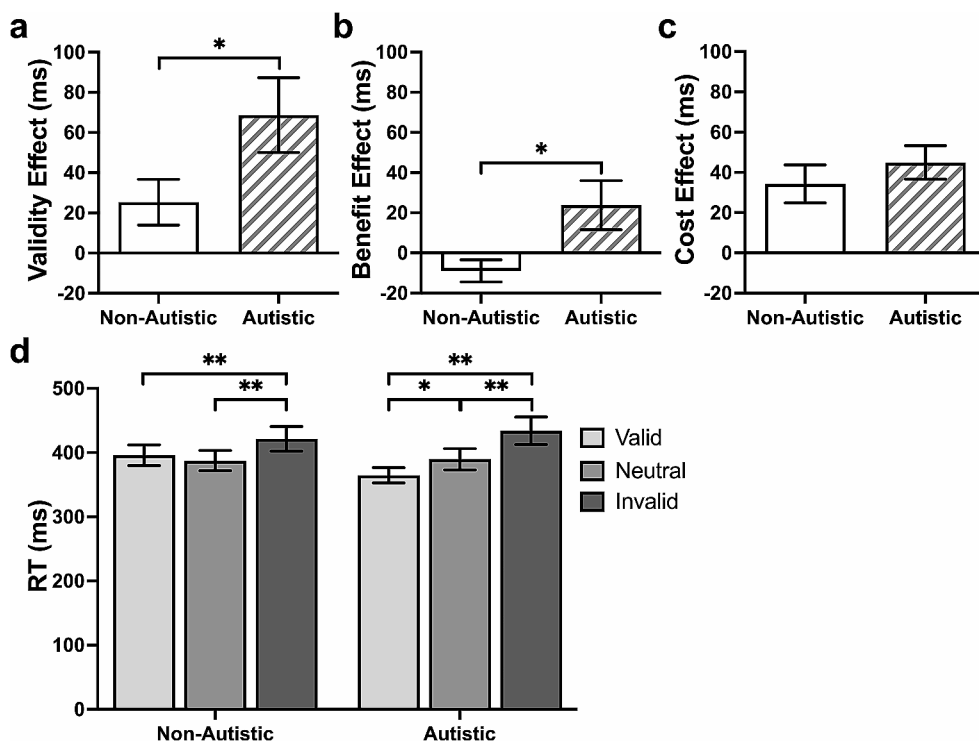 a
Validity Effect (ms)
100
80
60
40
20
0
-20
*
Non-Autistic
Autistic
b
Benefit Effect (ms)
100
80
60
40
20
0
-20
*
Non-Autistic
Autistic
c
Cost Effect (ms)
100
80
60
40
20
0
-20
Non-Autistic
Autistic
d
RT (ms)
500
400
300
200
100
0
**
**
**
*
**
Non-Autistic
Autistic
Valid
Neutral
Invalid